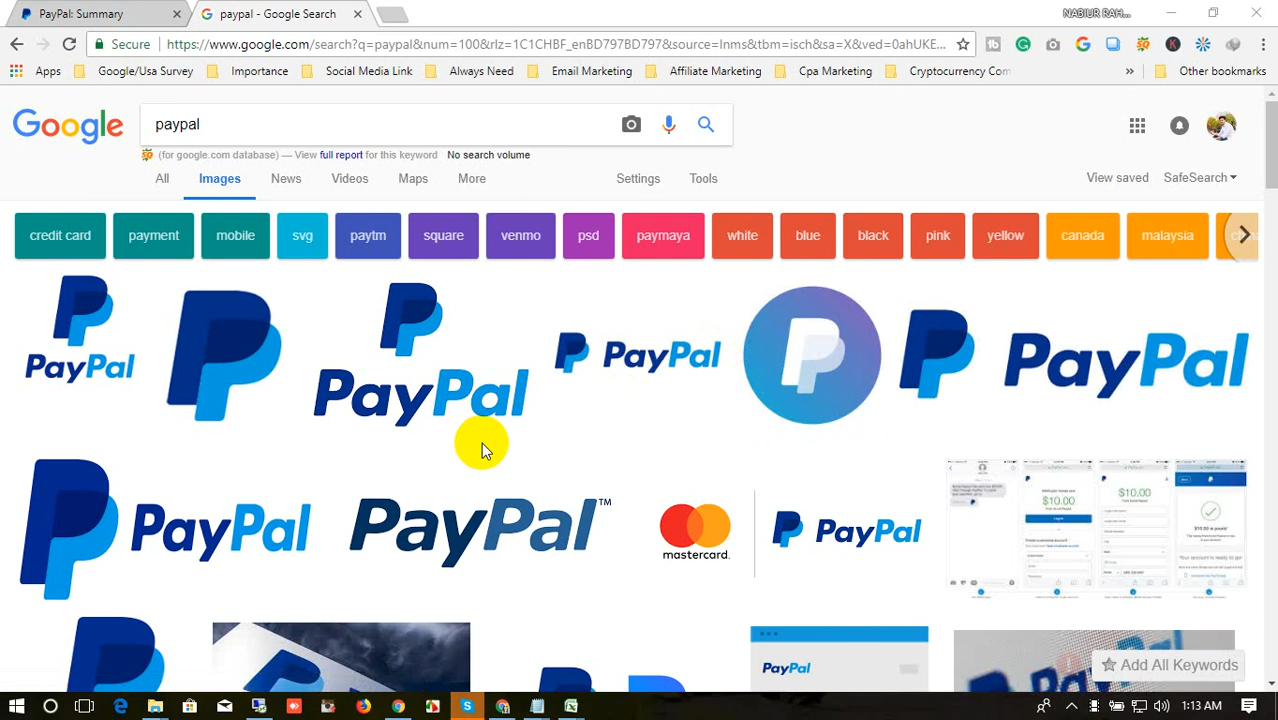 PayPal: Summary
paypal - Google Search
NABIUR RAH...
Secure
https://www.google.com/search?q=paypal&num=100&rlz=1C1CHBF_enBD797BD797&source=lnms&tbm=isch&sa=X&ved=0ahUKE...
Apps
Google/Usa Survey
Importance
Social Media Link
Always Need
Email Marketing
Affiliate Marketing
Cpa Marketing
Cryptocurrency Com
»
Other bookmarks
Google
paypal
(for google.com database) — View full report for this keyword No search volume
All
Images
News
Videos
Maps
More
Settings
Tools
View saved
SafeSearch
credit card
payment
mobile
svg
paytm
square
venmo
psd
paymaya
white
blue
black
pink
yellow
canada
malaysia
PayPal
PayPal
PayPal
PayPal
PayPal
PayPal™
mastercard.
PayPal
$10.00
$10.00
PayPal
Add All Keywords
1:13 AM